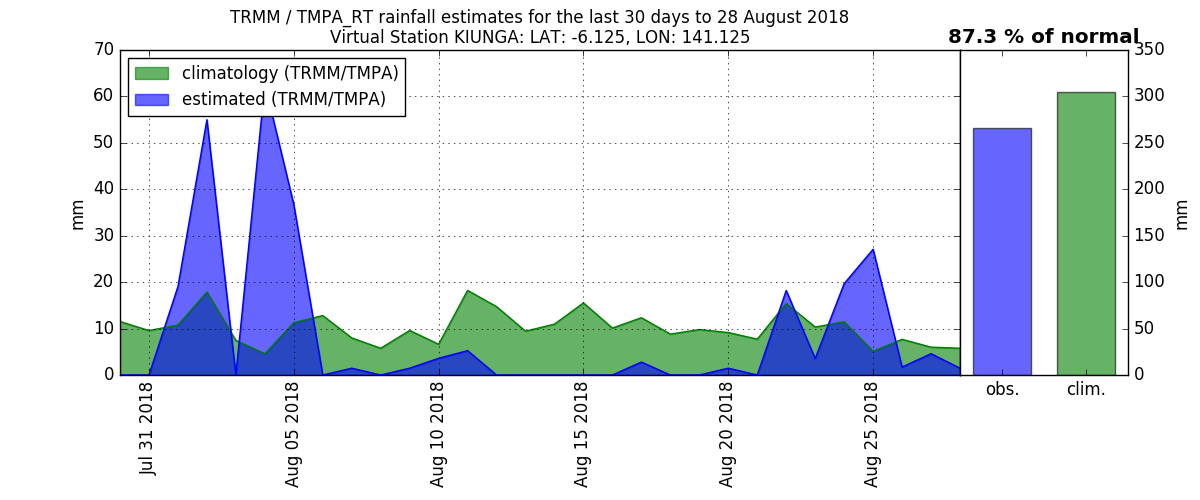 TRMM / TMPA_RT rainfall estimates for the last 30 days to 28 August 2018
Virtual Station KIUNGA: LAT: -6.125, LON: 141.125
87.3 % of normal
climatology (TRMM/TMPA)
estimated (TRMM/TMPA)
70
60
50
40
30
20
10
0
mm
Jul 31 2018
Aug 05 2018
Aug 10 2018
Aug 15 2018
Aug 20 2018
Aug 25 2018
350
300
250
200
150
100
50
0
mm
obs.
clim.